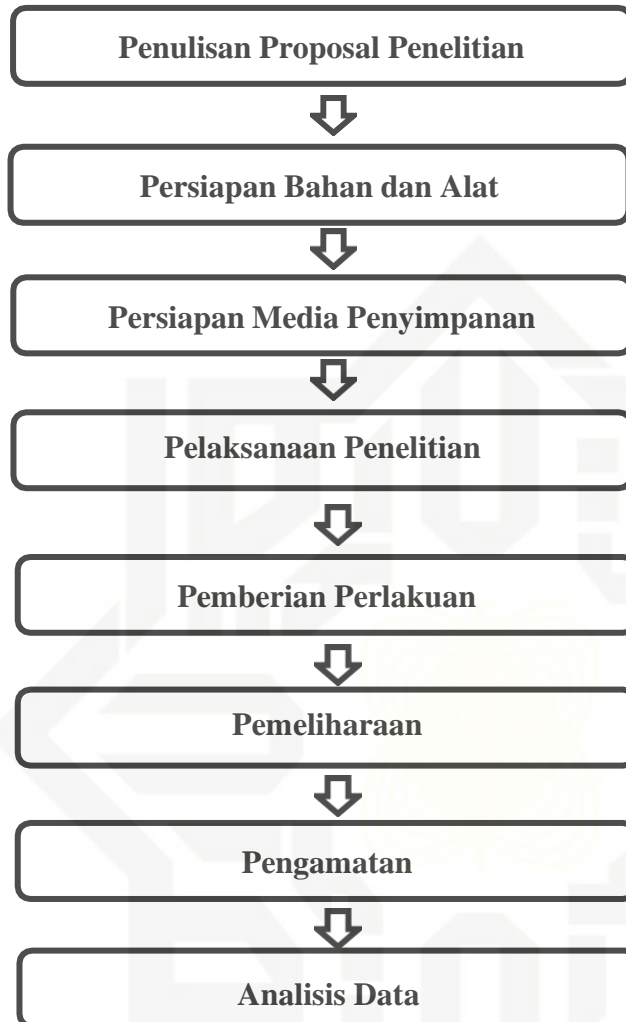 Penulisan Proposal Penelitian
Persiapan Bahan dan Alat
Persiapan Media Penyimpanan
Pelaksanaan Penelitian
Pemberian Perlakuan
Pemeliharaan
Pengamatan
Analisis Data